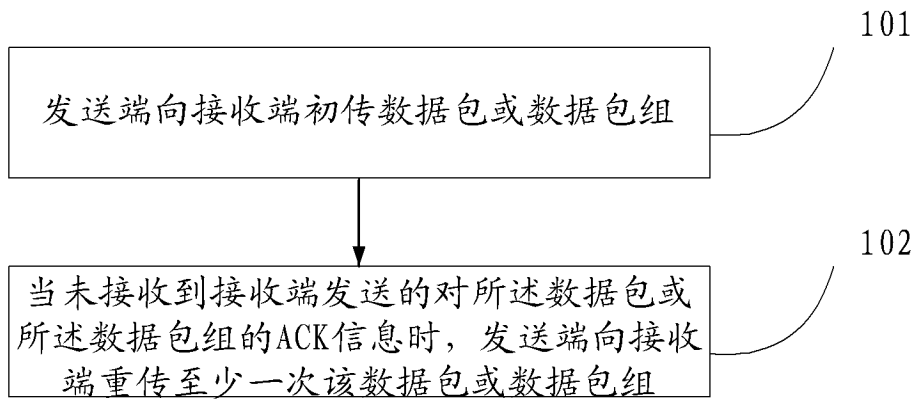 101
发送端向接收端初传数据包或数据包组
102
当未接收到接收端发送的对所述数据包或
所述数据包组的ACK信息时，发送端向接收
端重传至少一次该数据包或数据包组